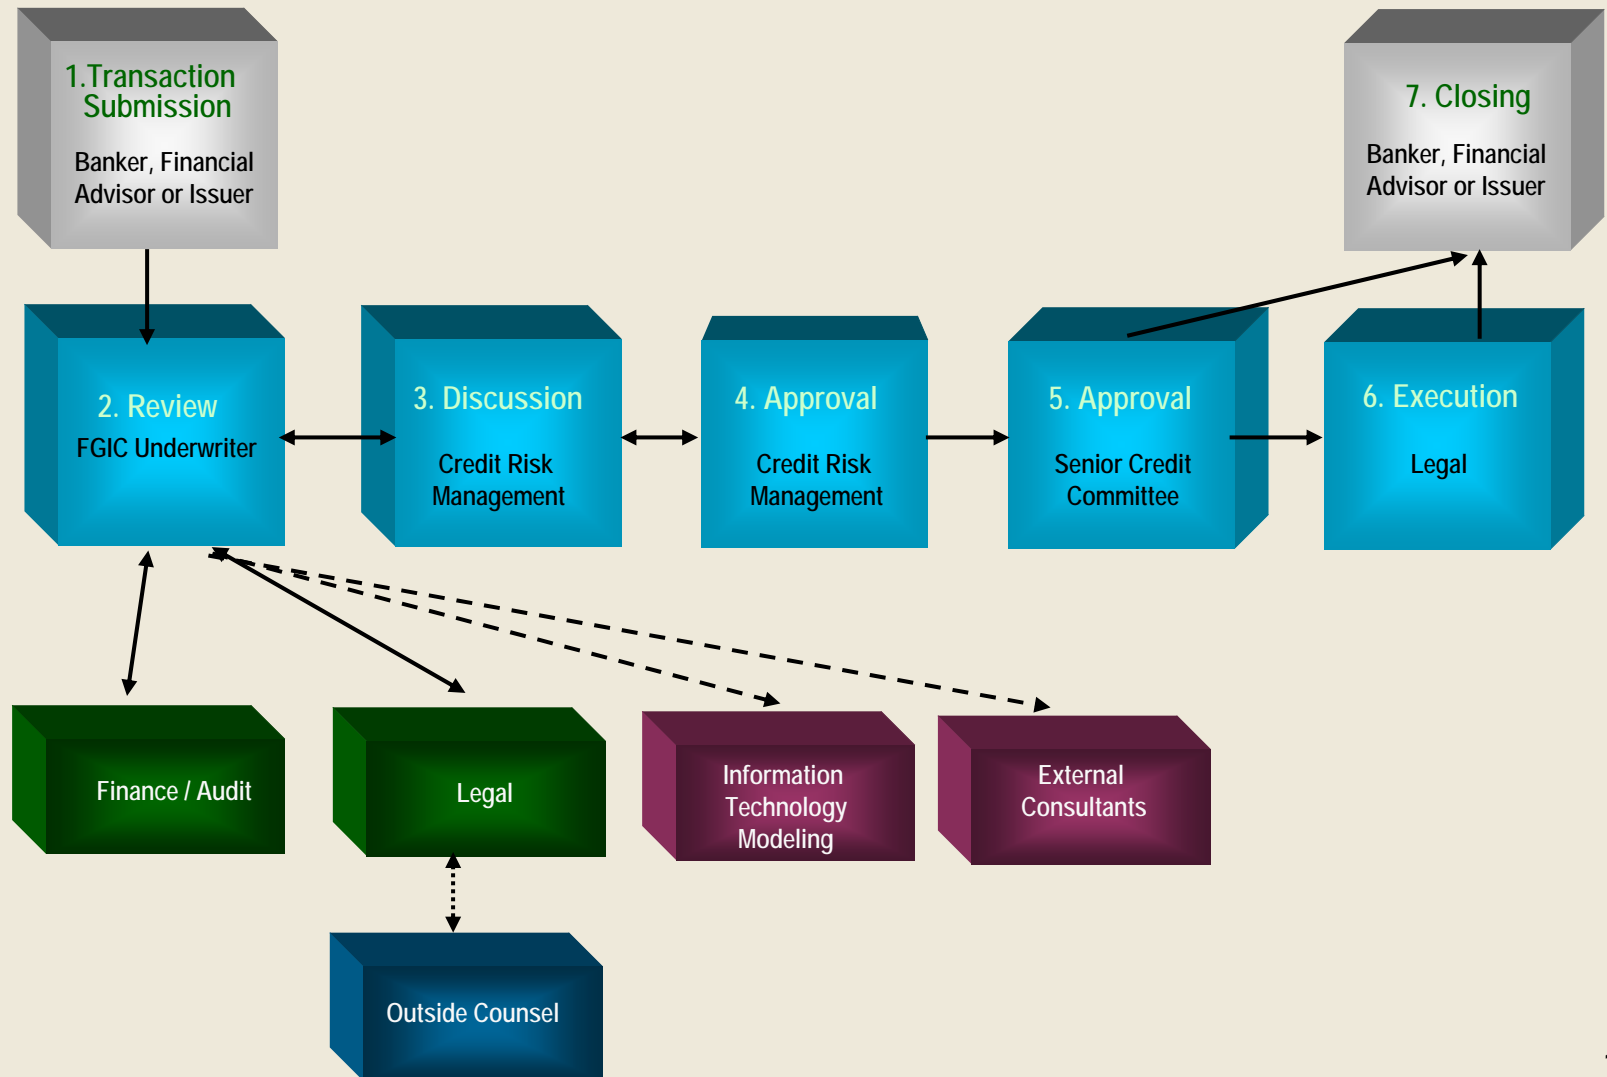 1.Transaction
Submission
Banker, Financial
Advisor or Issuer
7. Closing
Banker, Financial
Advisor or Issuer
2. Review
FGIC Underwriter
3. Discussion
Credit Risk
Management
4. Approval
Credit Risk
Management
5. Approval
Senior Credit
Committee
6. Execution
Legal
Finance / Audit
Legal
Information
Technology
Modeling
External
Consultants
Outside Counsel